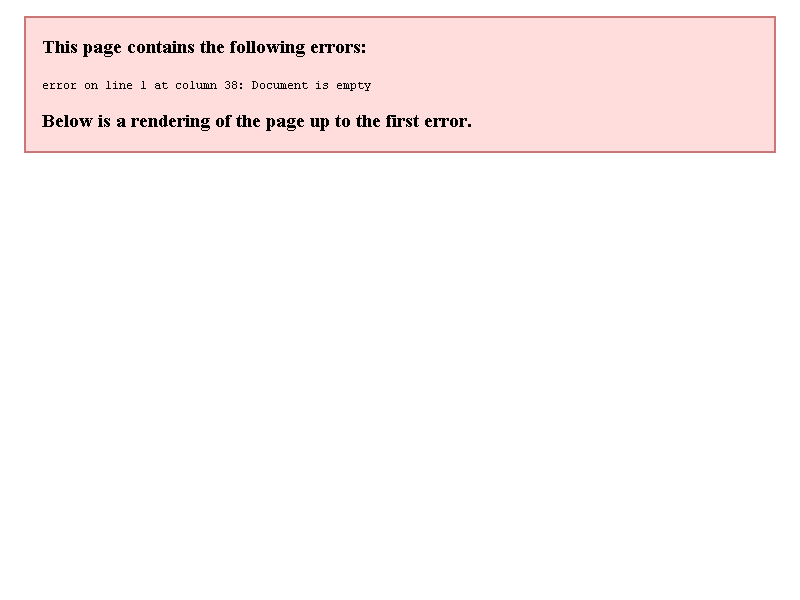 This page contains the following errors:
error on line 1 at column 38: Document is empty
Below is a rendering of the page up to the first error.